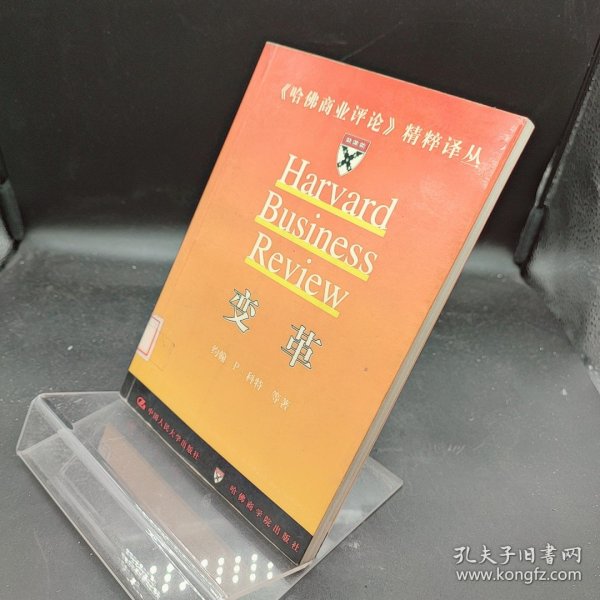 《哈佛商业评论》精粹译丛
Harvard
Business
Review
变革
约翰 P 科特 等著
中国人民大学出版社
哈佛商学院出版社
孔夫子旧书网
www.kongfz.com